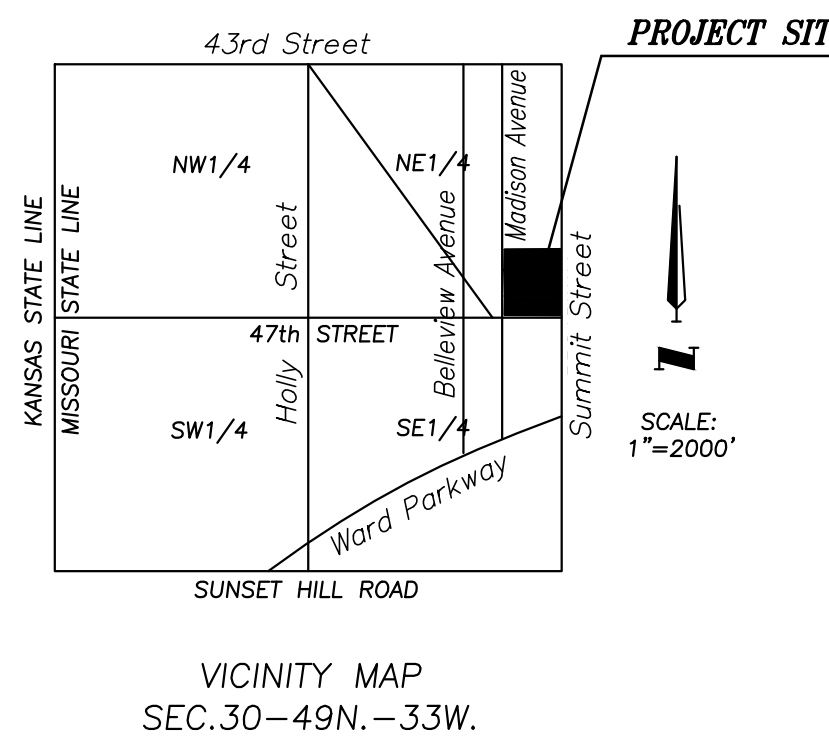 43rd Street
PROJECT SIT
NW1/4
NE1/4
Madison Avenue
KANSAS STATE LINE
MISSOURI STATE LINE
Holly Street
Belleview Avenue
Summit Street
47th STREET
N
SW1/4
SE1/4
SCALE:
1"=2000'
Ward Parkway
SUNSET HILL ROAD
VICINITY MAP
SEC.30-49N.-33W.